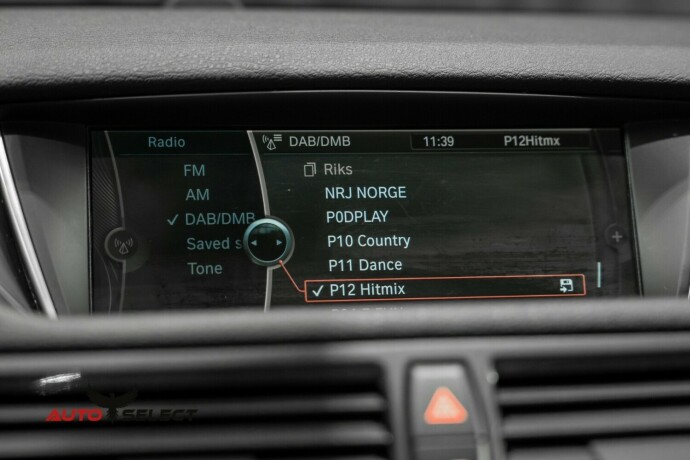 Radio
DAB/DMB 11:39 P12Hitmx
FM
AM
✓ DAB/DMB
Saved s
Tone
Riks
NRJ NORGE
P0DPLAY
P10 Country
P11 Dance
✓ P12 Hitmix
AUTO SELECT